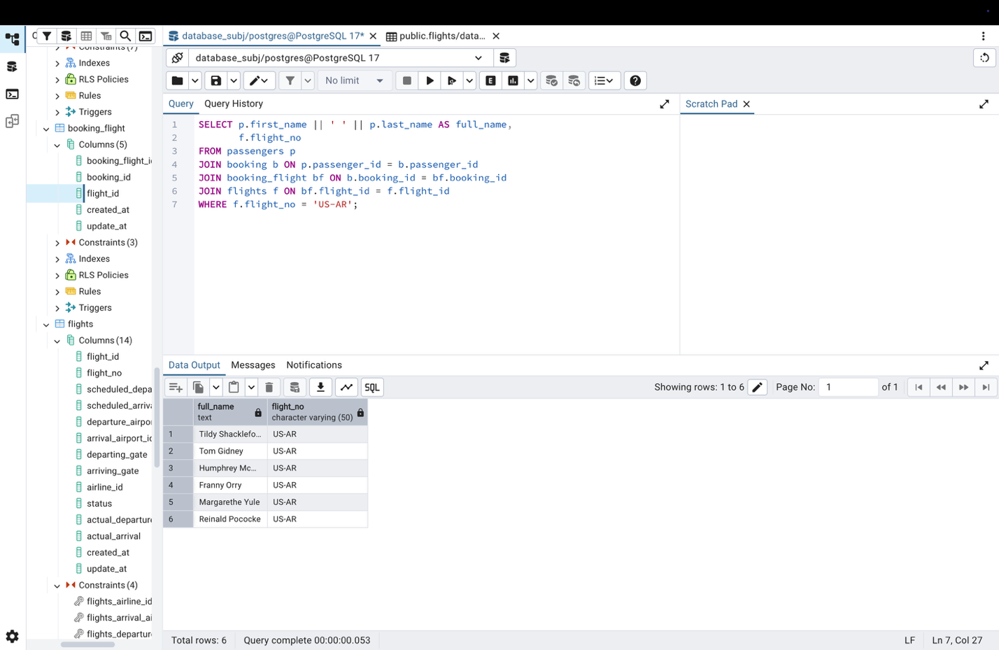 database_subj/postgres@PostgreSQL 17*
public.flights/data...
database_subj/postgres@PostgreSQL 17
No limit
E
Query
Query History
Scratch Pad
1 SELECT p.first_name || ' ' || p.last_name AS full_name,
2 f.flight_no
3 FROM passengers p
4 JOIN booking b ON p.passenger_id = b.passenger_id
5 JOIN booking_flight bf ON b.booking_id = bf.booking_id
6 JOIN flights f ON bf.flight_id = f.flight_id
7 WHERE f.flight_no = 'US-AR';
Constraints (7)
Indexes
RLS Policies
Rules
Triggers
booking_flight
Columns (5)
booking_flight_i
booking_id
flight_id
created_at
update_at
Constraints (3)
Indexes
RLS Policies
Rules
Triggers
flights
Columns (14)
flight_id
flight_no
scheduled_depa
scheduled_arriva
departure_airpor
arrival_airport_i
departing_gate
arriving_gate
airline_id
status
actual_departure
actual_arrival
created_at
update_at
Constraints (4)
flights_airline_id
flights_arrival_ai
flights_departure
Data Output
Messages
Notifications
SQL
Showing rows: 1 to 6
Page No: 1 of 1
full_name
text
flight_no
character varying (50)
1 Tildy Shacklefo... US-AR
2 Tom Gidney US-AR
3 Humphrey Mc... US-AR
4 Franny Orry US-AR
5 Margarethe Yule US-AR
6 Reinald Pococke US-AR
Total rows: 6
Query complete 00:00:00.053
LF
Ln 7, Col 27